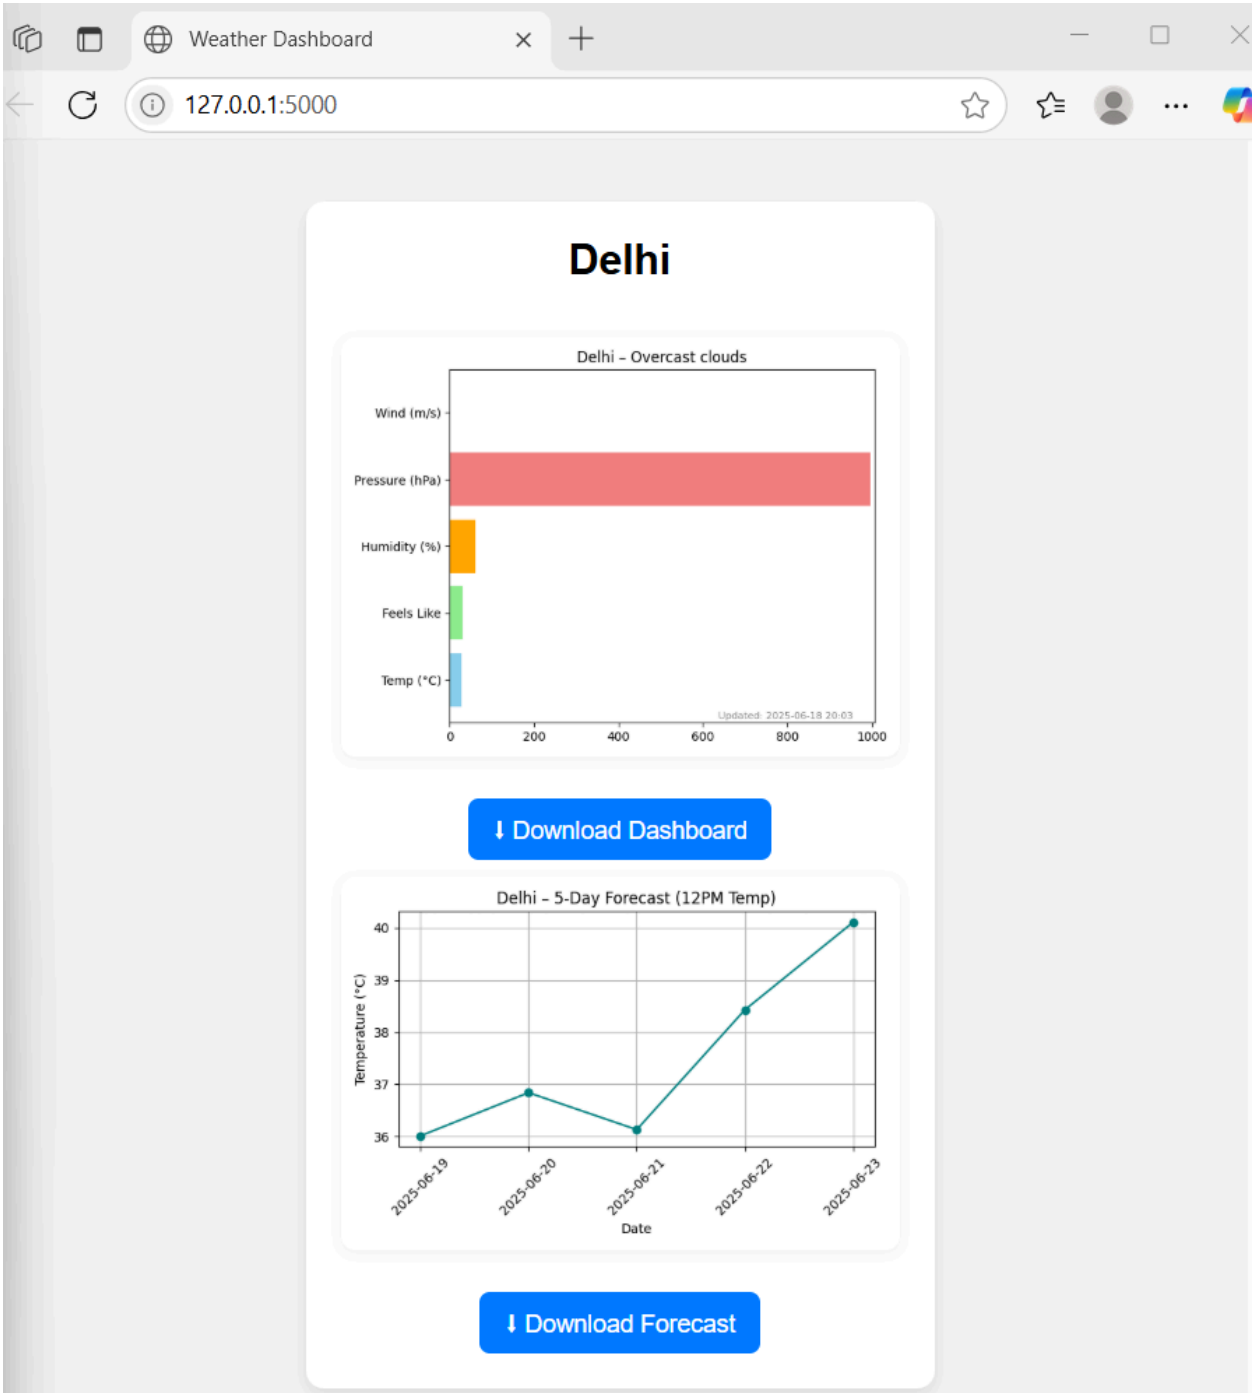 Weather Dashboard
127.0.0.1:5000
Delhi
Delhi – Overcast clouds
Wind (m/s)
Pressure (hPa)
Humidity (%)
Feels Like
Temp (°C)
Updated: 2025-06-18 20:03
0 200 400 600 800 1000
⬇ Download Dashboard
Delhi – 5-Day Forecast (12PM Temp)
Temperature (°C)
40
39
38
37
36
2025-06-19 2025-06-20 2025-06-21 2025-06-22 2025-06-23
Date
⬇ Download Forecast